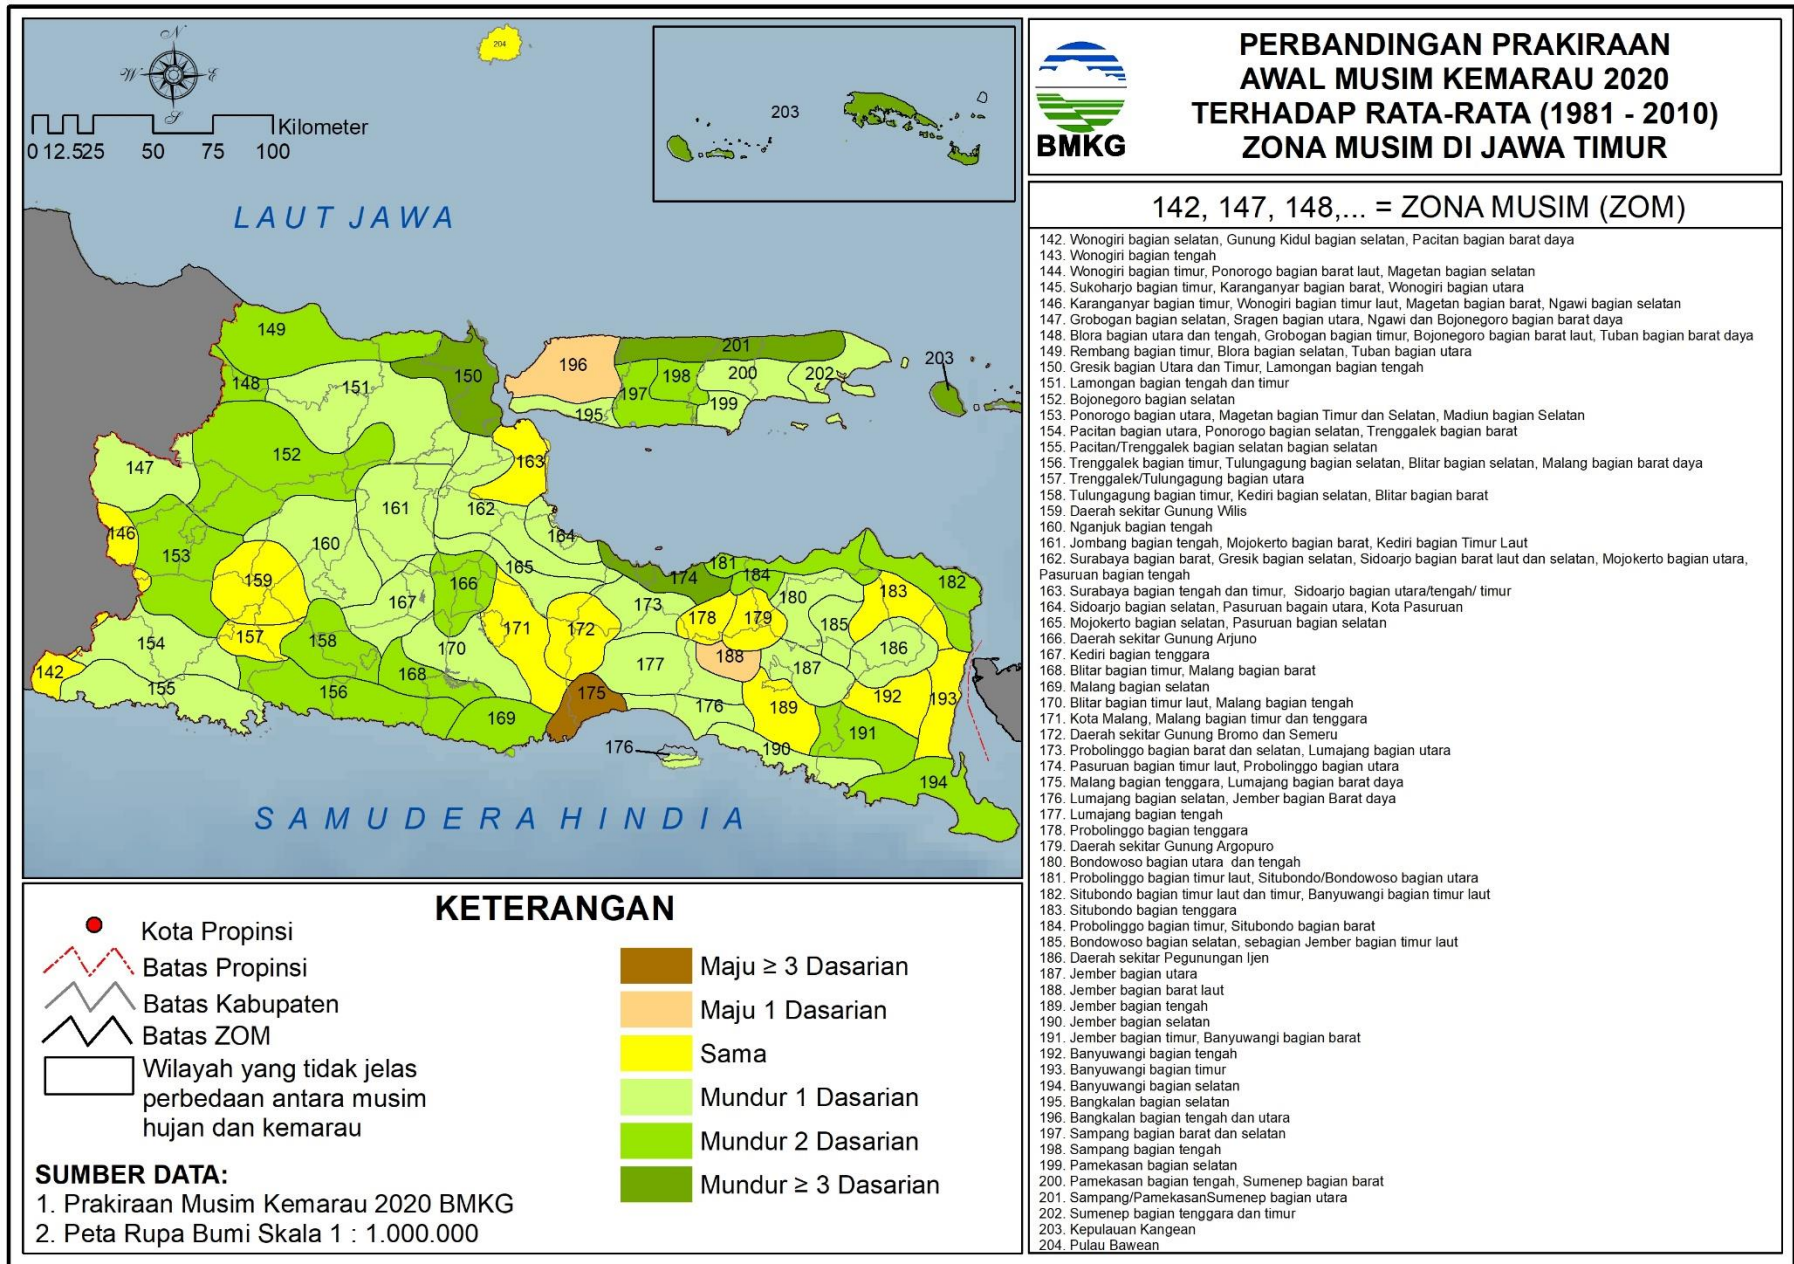 PERBANDINGAN PRAKIRAAN
AWAL MUSIM KEMARAU 2020
TERHADAP RATA-RATA (1981 - 2010)
ZONA MUSIM DI JAWA TIMUR
BMKG
142, 147, 148,... = ZONA MUSIM (ZOM)
142. Wonogiri bagian selatan, Gunung Kidul bagian selatan, Pacitan bagian barat daya
143. Wonogiri bagian tengah
144. Wonogiri bagian timur, Ponorogo bagian barat laut, Magetan bagian selatan
145. Sukoharjo bagian timur, Karanganyar bagian barat, Wonogiri bagian utara
146. Karanganyar bagian timur, Wonogiri bagian timur laut, Magetan bagian barat, Ngawi bagian selatan
147. Grobogan bagian selatan, Sragen bagian utara, Ngawi dan Bojonegoro bagian barat daya
148. Blora bagian utara dan tengah, Grobogan bagian timur, Bojonegoro bagian barat laut, Tuban bagian barat daya
149. Rembang bagian timur, Blora bagian selatan, Tuban bagian utara
150. Gresik bagian Utara dan Timur, Lamongan bagian tengah
151. Lamongan bagian tengah dan timur
152. Bojonegoro bagian selatan
153. Ponorogo bagian utara, Magetan bagian Timur dan Selatan, Madiun bagian Selatan
154. Pacitan bagian utara, Ponorogo bagian selatan, Trenggalek bagian barat
155. Pacitan/Trenggalek bagian selatan bagian selatan
156. Trenggalek bagian timur, Tulungagung bagian selatan, Blitar bagian selatan, Malang bagian barat daya
157. Trenggalek/Tulungagung bagian utara
158. Tulungagung bagian timur, Kediri bagian selatan, Blitar bagian barat
159. Daerah sekitar Gunung Wilis
160. Nganjuk bagian tengah
161. Jombang bagian tengah, Mojokerto bagian barat, Kediri bagian Timur Laut
162. Surabaya bagian barat, Gresik bagian selatan, Sidoarjo bagian barat laut dan selatan, Mojokerto bagian utara,
Pasuruan bagian tengah
163. Surabaya bagian tengah dan timur, Sidoarjo bagian utara/tengah/ timur
164. Sidoarjo bagian selatan, Pasuruan bagain utara, Kota Pasuruan
165. Mojokerto bagian selatan, Pasuruan bagian selatan
166. Daerah sekitar Gunung Arjuno
167. Kediri bagian tenggara
168. Blitar bagian timur, Malang bagian barat
169. Malang bagian selatan
170. Blitar bagian timur laut, Malang bagian tengah
171. Kota Malang, Malang bagian timur dan tenggara
172. Daerah sekitar Gunung Bromo dan Semeru
173. Probolinggo bagian barat dan selatan, Lumajang bagian utara
174. Pasuruan bagian timur laut, Probolinggo bagian utara
175. Malang bagian tenggara, Lumajang bagian barat daya
176. Lumajang bagian selatan, Jember bagian Barat daya
177. Lumajang bagian tengah
178. Probolinggo bagian tenggara
179. Daerah sekitar Gunung Argopuro
180. Bondowoso bagian utara dan tengah
181. Probolinggo bagian timur laut, Situbondo/Bondowoso bagian utara
182. Situbondo bagian timur laut dan timur, Banyuwangi bagian timur laut
183. Situbondo bagian tenggara
184. Probolinggo bagian timur, Situbondo bagian barat
185. Bondowoso bagian selatan, sebagian Jember bagian timur laut
186. Daerah sekitar Pegunungan Ijen
187. Jember bagian utara
188. Jember bagian barat laut
189. Jember bagian tengah
190. Jember bagian selatan
191. Jember bagian timur, Banyuwangi bagian barat
192. Banyuwangi bagian tengah
193. Banyuwangi bagian timur
194. Banyuwangi bagian selatan
195. Bangkalan bagian selatan
196. Bangkalan bagian tengah dan utara
197. Sampang bagian barat dan selatan
198. Sampang bagian tengah
199. Pamekasan bagian selatan
200. Pamekasan bagian tengah, Sumenep bagian barat
201. Sampang/PamekasanSumenep bagian utara
202. Sumenep bagian tenggara dan timur
203. Kepulauan Kangean
204. Pulau Bawean
N
W E
S
Kilometer
0 12.525 50 75 100
204
203
LAUT JAWA
149
148
151
150
196
201
198
200
202
203
197
199
195
147
152
163
146
153
161
162
164
160
159
165
166
167
174
181
184
180
182
183
173
178
179
185
186
171
172
157
158
154
170
177
188
187
142
155
156
168
169
175
176
189
192
193
176
190
191
194
SAMUDERA HINDIA
KETERANGAN
Kota Propinsi
Batas Propinsi
Batas Kabupaten
Batas ZOM
Wilayah yang tidak jelas
perbedaan antara musim
hujan dan kemarau
Maju ≥ 3 Dasarian
Maju 1 Dasarian
Sama
Mundur 1 Dasarian
Mundur 2 Dasarian
Mundur ≥ 3 Dasarian
SUMBER DATA:
1. Prakiraan Musim Kemarau 2020 BMKG
2. Peta Rupa Bumi Skala 1 : 1.000.000